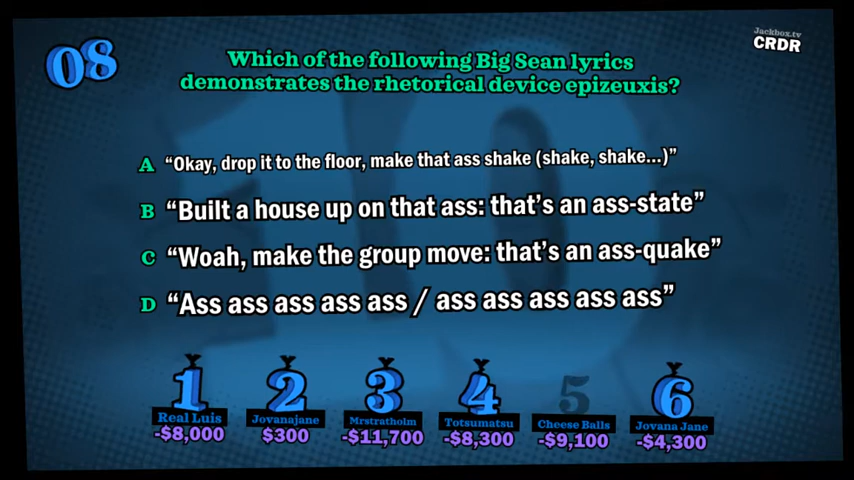 08
Which of the following Big Sean lyrics
demonstrates the rhetorical device epizeuxis?
Jackbox.tv
CRDR
A "Okay, drop it to the floor, make that ass shake (shake, shake...)"
B "Built a house up on that ass: that's an ass-state"
C "Woah, make the group move: that's an ass-quake"
D "Ass ass ass ass ass / ass ass ass ass ass"
10
1 2 3 4 5 6
Real Luis Jovanajane Mrstratholm Totsumatsu Cheese Balls Jovana Jane
-$8,000 $300 -$11,700 -$8,300 -$9,100 -$4,300